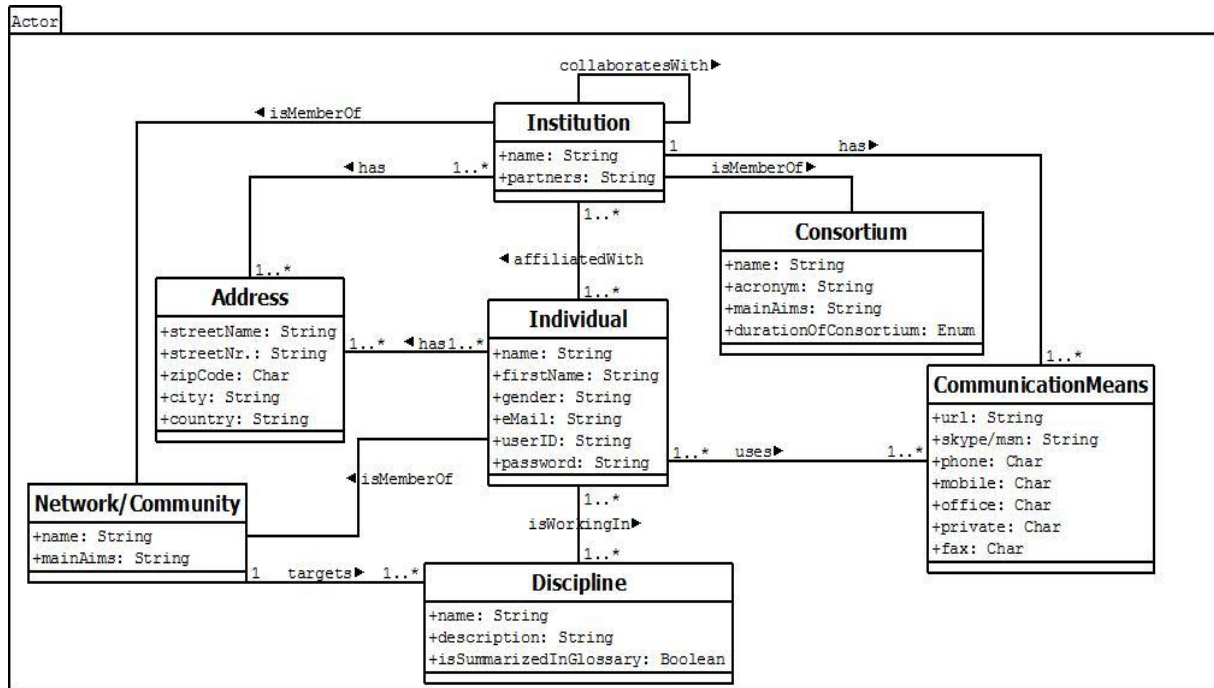 Actor
collaboratesWith►
◄ isMemberOf
Institution
+name: String
+partners: String
1 has►
isMemberOf►
◄ has 1..*
1..*
Consortium
+name: String
+acronym: String
+mainAims: String
+durationOfConsortium: Enum
◄ affiliatedWith
1..*
1..*
Address
+streetName: String
+streetNr.: String
+zipCode: Char
+city: String
+country: String
Individual
+name: String
+firstName: String
+gender: String
+eMail: String
+userID: String
+password: String
1..* ◄ has1..*
1..*
CommunicationMeans
+url: String
+skype/msn: String
+phone: Char
+mobile: Char
+office: Char
+private: Char
+fax: Char
1..* uses► 1..*
◄ isMemberOf
Network/Community
+name: String
+mainAims: String
1..*
isWorkingIn►
1..*
1 targets► 1..*
Discipline
+name: String
+description: String
+isSummarizedInGlossary: Boolean